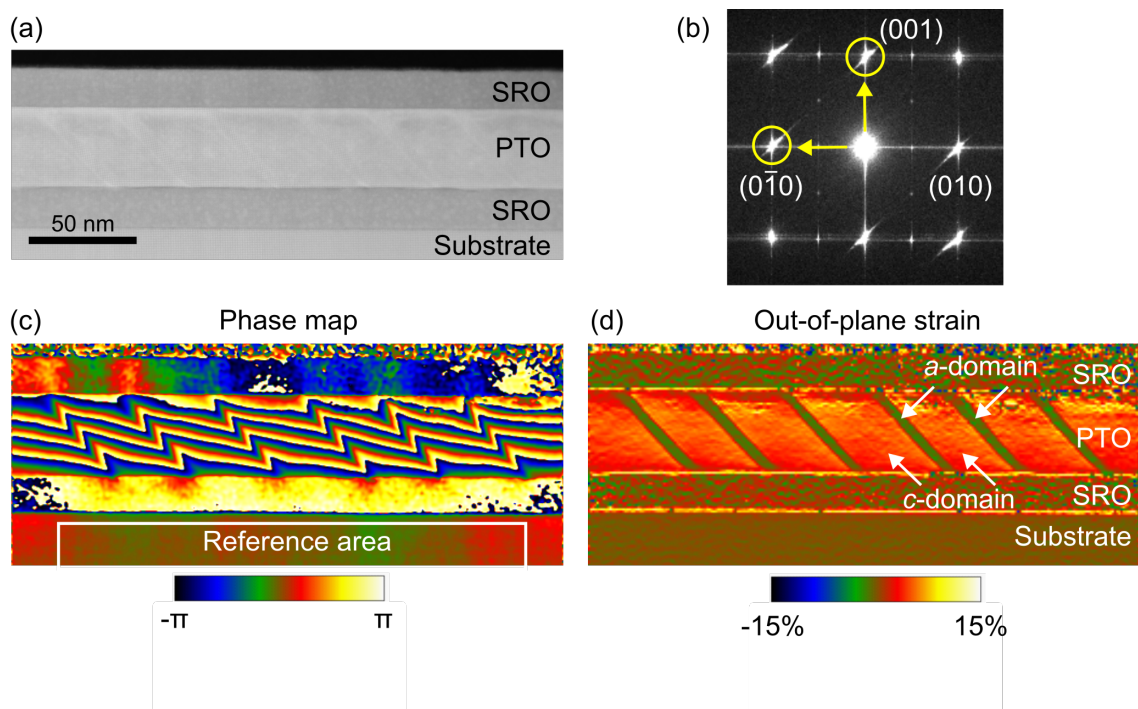 (a)
SRO
PTO
SRO
50 nm
Substrate
(b)
(001)
(01̄0)
(010)
(c)
Phase map
Reference area
-π
π
(d)
Out-of-plane strain
a-domain
SRO
PTO
c-domain
SRO
Substrate
-15%
15%